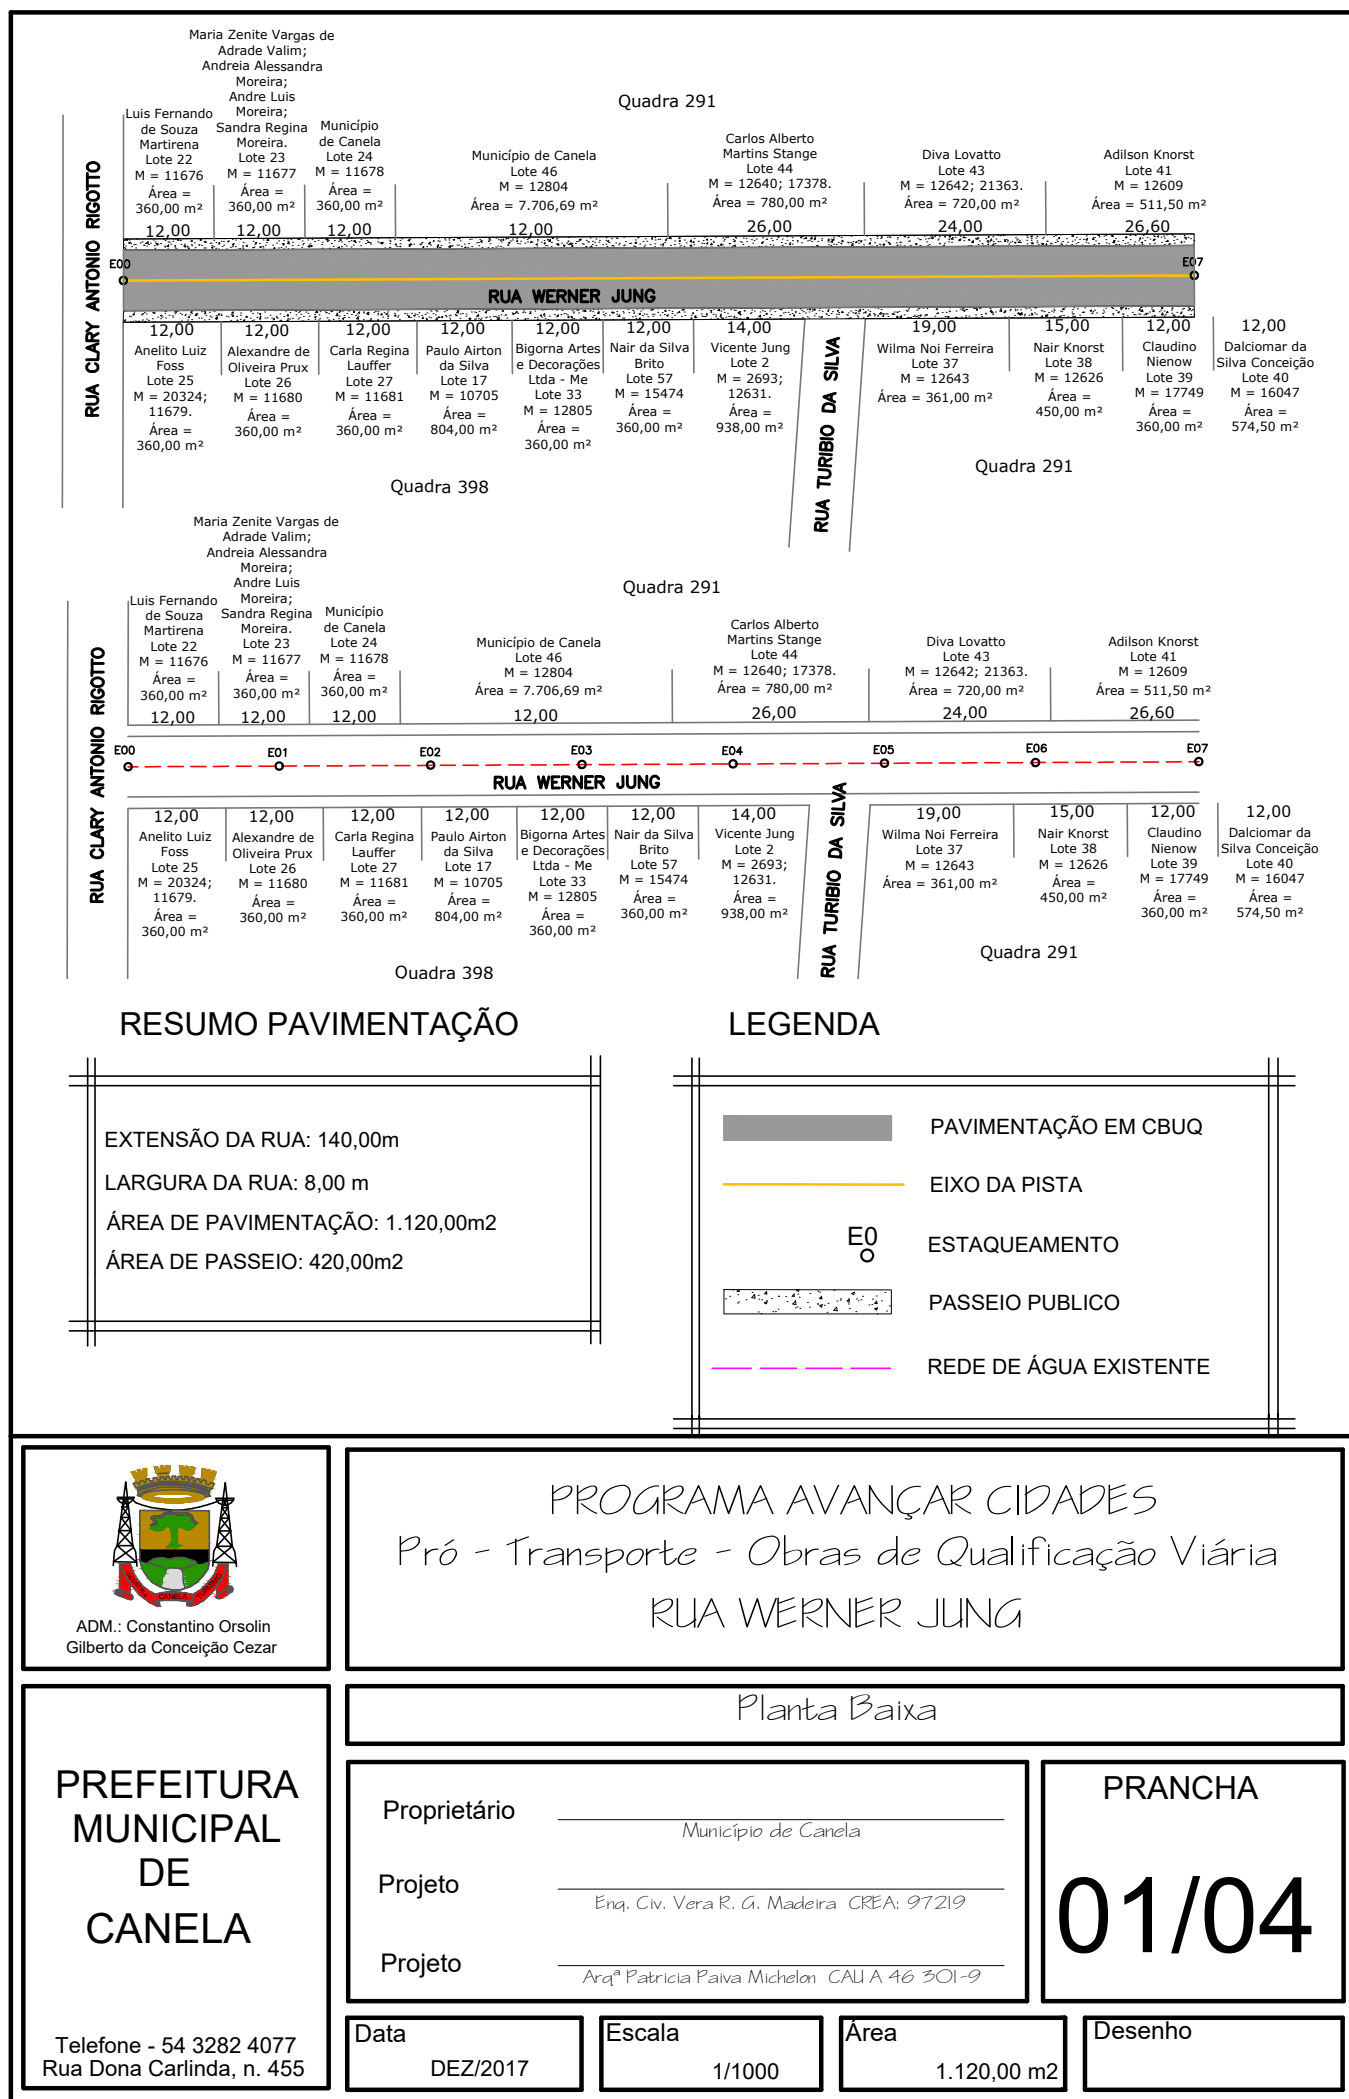 Maria Zenite Vargas de
Adrade Valim;
Andreia Alessandra
Moreira;
Andre Luis
Moreira;
Sandra Regina
Moreira.
Lote 23
M = 11677
Área =
360,00 m²
12,00
Luis Fernando
de Souza
Martirena
Lote 22
M = 11676
Área =
360,00 m²
12,00
Município
de Canela
Lote 24
M = 11678
Área =
360,00 m²
12,00
Quadra 291
Município de Canela
Lote 46
M = 12804
Área = 7.706,69 m²
12,00
Carlos Alberto
Martins Stange
Lote 44
M = 12640; 17378.
Área = 780,00 m²
26,00
Diva Lovatto
Lote 43
M = 12642; 21363.
Área = 720,00 m²
24,00
Adilson Knorst
Lote 41
M = 12609
Área = 511,50 m²
26,60
RUA CLARY ANTONIO RIGOTTO
E00
E07
RUA WERNER JUNG
12,00
Anelito Luiz
Foss
Lote 25
M = 20324;
11679.
Área =
360,00 m²
12,00
Alexandre de
Oliveira Prux
Lote 26
M = 11680
Área =
360,00 m²
12,00
Carla Regina
Lauffer
Lote 27
M = 11681
Área =
360,00 m²
12,00
Paulo Airton
da Silva
Lote 17
M = 10705
Área =
804,00 m²
12,00
Bigorna Artes
e Decorações
Ltda - Me
Lote 33
M = 12805
Área =
360,00 m²
12,00
Nair da Silva
Brito
Lote 57
M = 15474
Área =
360,00 m²
14,00
Vicente Jung
Lote 2
M = 2693;
12631.
Área =
938,00 m²
RUA TURIBIO DA SILVA
19,00
Wilma Noi Ferreira
Lote 37
M = 12643
Área = 361,00 m²
15,00
Nair Knorst
Lote 38
M = 12626
Área =
450,00 m²
12,00
Claudino
Nienow
Lote 39
M = 17749
Área =
360,00 m²
12,00
Dalciomar da
Silva Conceição
Lote 40
M = 16047
Área =
574,50 m²
Quadra 398
Quadra 291
Maria Zenite Vargas de
Adrade Valim;
Andreia Alessandra
Moreira;
Andre Luis
Moreira;
Sandra Regina
Moreira.
Lote 23
M = 11677
Área =
360,00 m²
12,00
Luis Fernando
de Souza
Martirena
Lote 22
M = 11676
Área =
360,00 m²
12,00
Município
de Canela
Lote 24
M = 11678
Área =
360,00 m²
12,00
Quadra 291
Município de Canela
Lote 46
M = 12804
Área = 7.706,69 m²
12,00
Carlos Alberto
Martins Stange
Lote 44
M = 12640; 17378.
Área = 780,00 m²
26,00
Diva Lovatto
Lote 43
M = 12642; 21363.
Área = 720,00 m²
24,00
Adilson Knorst
Lote 41
M = 12609
Área = 511,50 m²
26,60
RUA CLARY ANTONIO RIGOTTO
E00
E01
E02
E03
E04
E05
E06
E07
RUA WERNER JUNG
12,00
Anelito Luiz
Foss
Lote 25
M = 20324;
11679.
Área =
360,00 m²
12,00
Alexandre de
Oliveira Prux
Lote 26
M = 11680
Área =
360,00 m²
12,00
Carla Regina
Lauffer
Lote 27
M = 11681
Área =
360,00 m²
12,00
Paulo Airton
da Silva
Lote 17
M = 10705
Área =
804,00 m²
12,00
Bigorna Artes
e Decorações
Ltda - Me
Lote 33
M = 12805
Área =
360,00 m²
12,00
Nair da Silva
Brito
Lote 57
M = 15474
Área =
360,00 m²
14,00
Vicente Jung
Lote 2
M = 2693;
12631.
Área =
938,00 m²
RUA TURIBIO DA SILVA
19,00
Wilma Noi Ferreira
Lote 37
M = 12643
Área = 361,00 m²
15,00
Nair Knorst
Lote 38
M = 12626
Área =
450,00 m²
12,00
Claudino
Nienow
Lote 39
M = 17749
Área =
360,00 m²
12,00
Dalciomar da
Silva Conceição
Lote 40
M = 16047
Área =
574,50 m²
Quadra 398
Quadra 291
RESUMO PAVIMENTAÇÃO
EXTENSÃO DA RUA: 140,00m
LARGURA DA RUA: 8,00 m
ÁREA DE PAVIMENTAÇÃO: 1.120,00m2
ÁREA DE PASSEIO: 420,00m2
LEGENDA
PAVIMENTAÇÃO EM CBUQ
EIXO DA PISTA
E0
ESTAQUEAMENTO
PASSEIO PUBLICO
REDE DE ÁGUA EXISTENTE
CANELA
TURISMO
ADM.: Constantino Orsolin
Gilberto da Conceição Cezar
PROGRAMA AVANÇAR CIDADES
Pró - Transporte - Obras de Qualificação Viária
RUA WERNER JUNG
Planta Baixa
PREFEITURA
MUNICIPAL
DE
CANELA
Telefone - 54 3282 4077
Rua Dona Carlinda, n. 455
Proprietário
Município de Canela
Projeto
Eng. Civ. Vera R. G. Madeira CREA: 97219
Projeto
Arqª Patricia Paiva Michelon CAU A 46 301-9
PRANCHA
01/04
Data
DEZ/2017
Escala
1/1000
Área
1.120,00 m2
Desenho